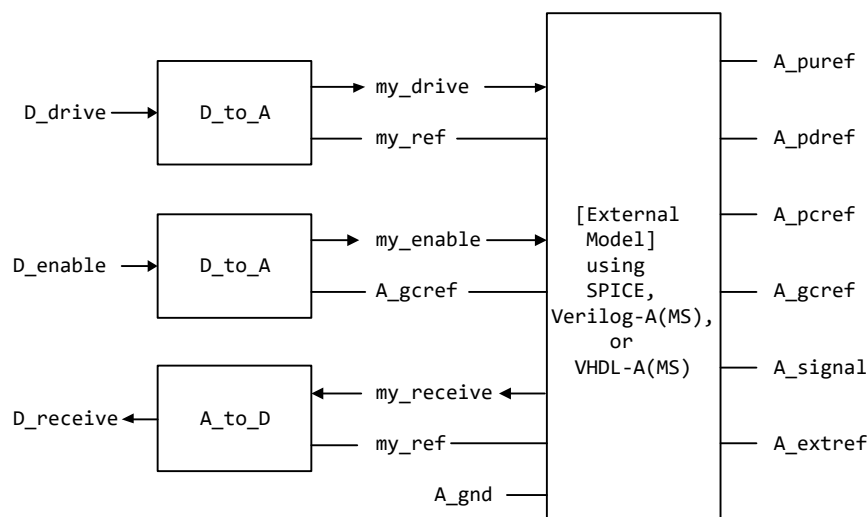 A_puref
my_drive
D_drive
D_to_A
my_ref
A_pdref
[External
Model]
using
SPICE,
Verilog-A(MS),
or
VHDL-A(MS)
A_pcref
my_enable
D_enable
D_to_A
A_gcref
A_gcref
A_signal
my_receive
D_receive
A_to_D
my_ref
A_extref
A_gnd